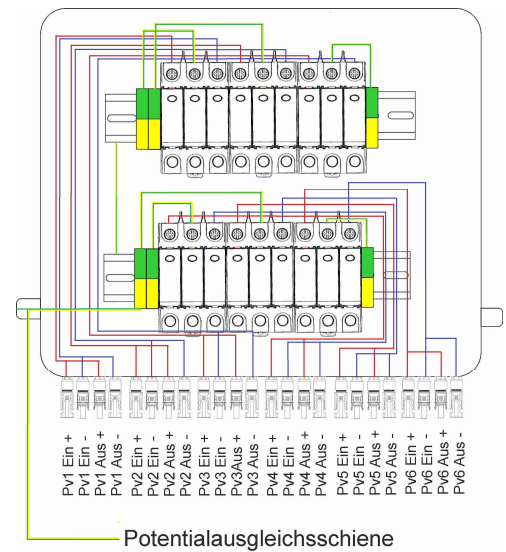 Pv1 Ein +
Pv1 Ein -
Pv1 Aus +
Pv1 Aus -
Pv2 Ein +
Pv2 Ein -
Pv2 Aus +
Pv2 Aus -
Pv3 Ein +
Pv3 Ein -
Pv3Aus +
Pv3 Aus -
Pv4 Ein +
Pv4 Ein -
Pv4 Aus +
Pv4 Aus -
Pv5 Ein +
Pv5 Ein -
Pv5 Aus +
Pv5 Aus -
Pv6 Ein +
Pv6 Ein -
Pv6 Aus +
Pv6 Aus -
Potentialausgleichsschiene